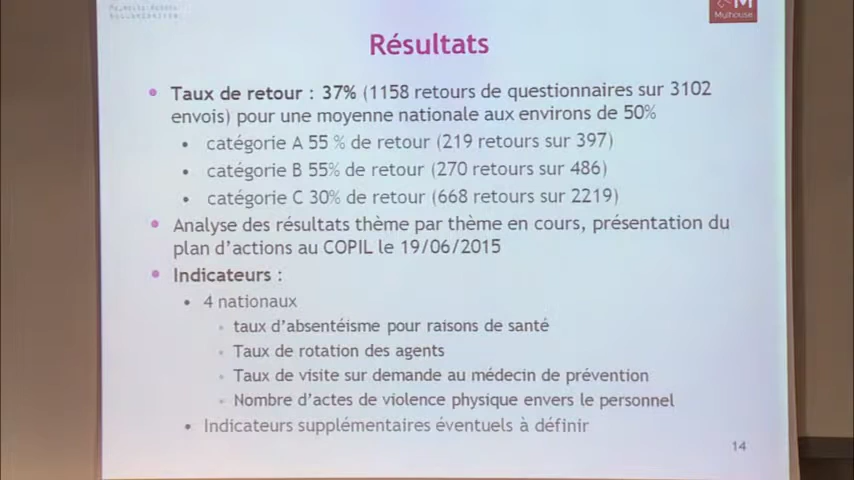 M
Mulhouse
Résultats
• Taux de retour : 37% (1158 retours de questionnaires sur 3102
envois) pour une moyenne nationale aux environs de 50%
• catégorie A 55 % de retour (219 retours sur 397)
• catégorie B 55% de retour (270 retours sur 486)
• catégorie C 30% de retour (668 retours sur 2219)
• Analyse des résultats thème par thème en cours, présentation du
plan d'actions au COPIL le 19/06/2015
• Indicateurs :
• 4 nationaux
• taux d'absentéisme pour raisons de santé
• Taux de rotation des agents
• Taux de visite sur demande au médecin de prévention
• Nombre d'actes de violence physique envers le personnel
• Indicateurs supplémentaires éventuels à définir
14